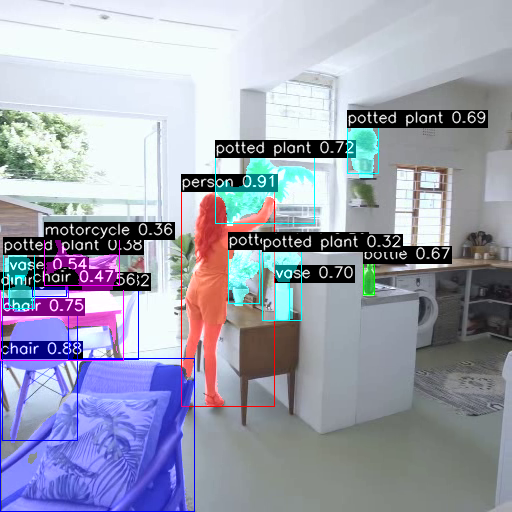 potted plant 0.69
potted plant 0.72
person 0.91
motorcycle 0.36
potted plant 0.38
potted plant 0.32
bottle 0.67
vase 0.54
vase 0.70
chair 0.47
chair 0.75
chair 0.88